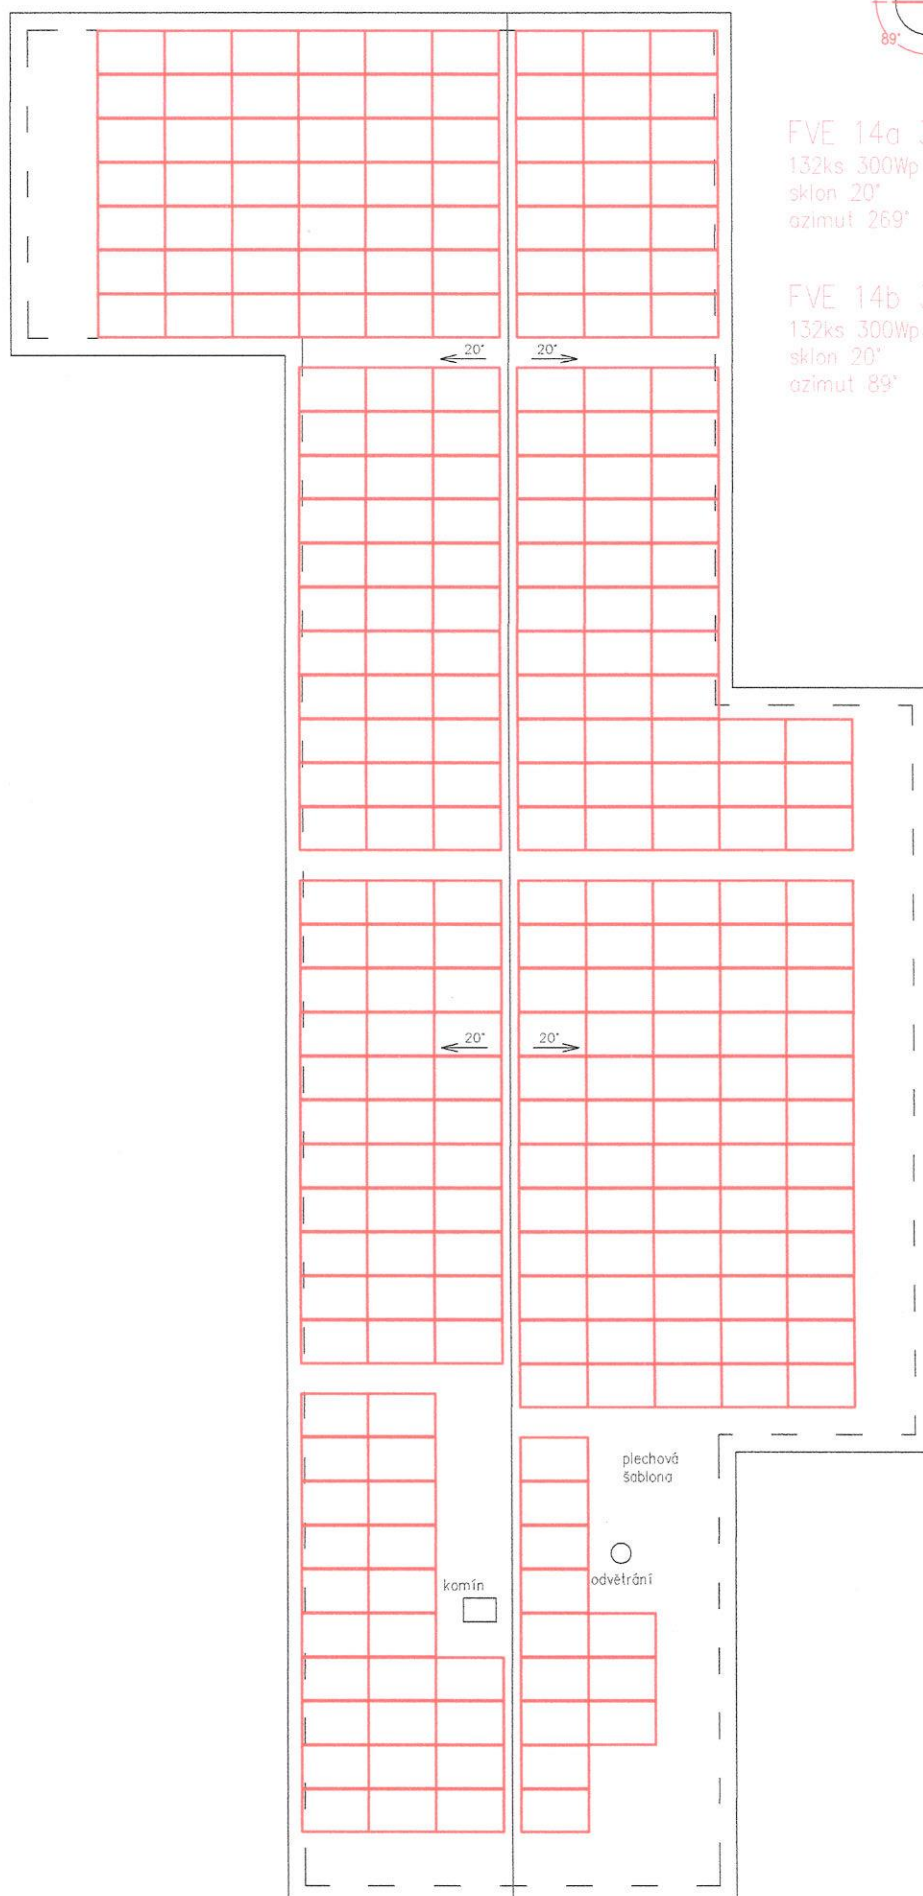 89°
FVE 14a
132ks 300Wp
sklon 20°
azimut 269°
FVE 14b
132ks 300Wp
sklon 20°
azimut 89°
20° 20°
20° 20°
plechová
šablona
komín
odvětrání